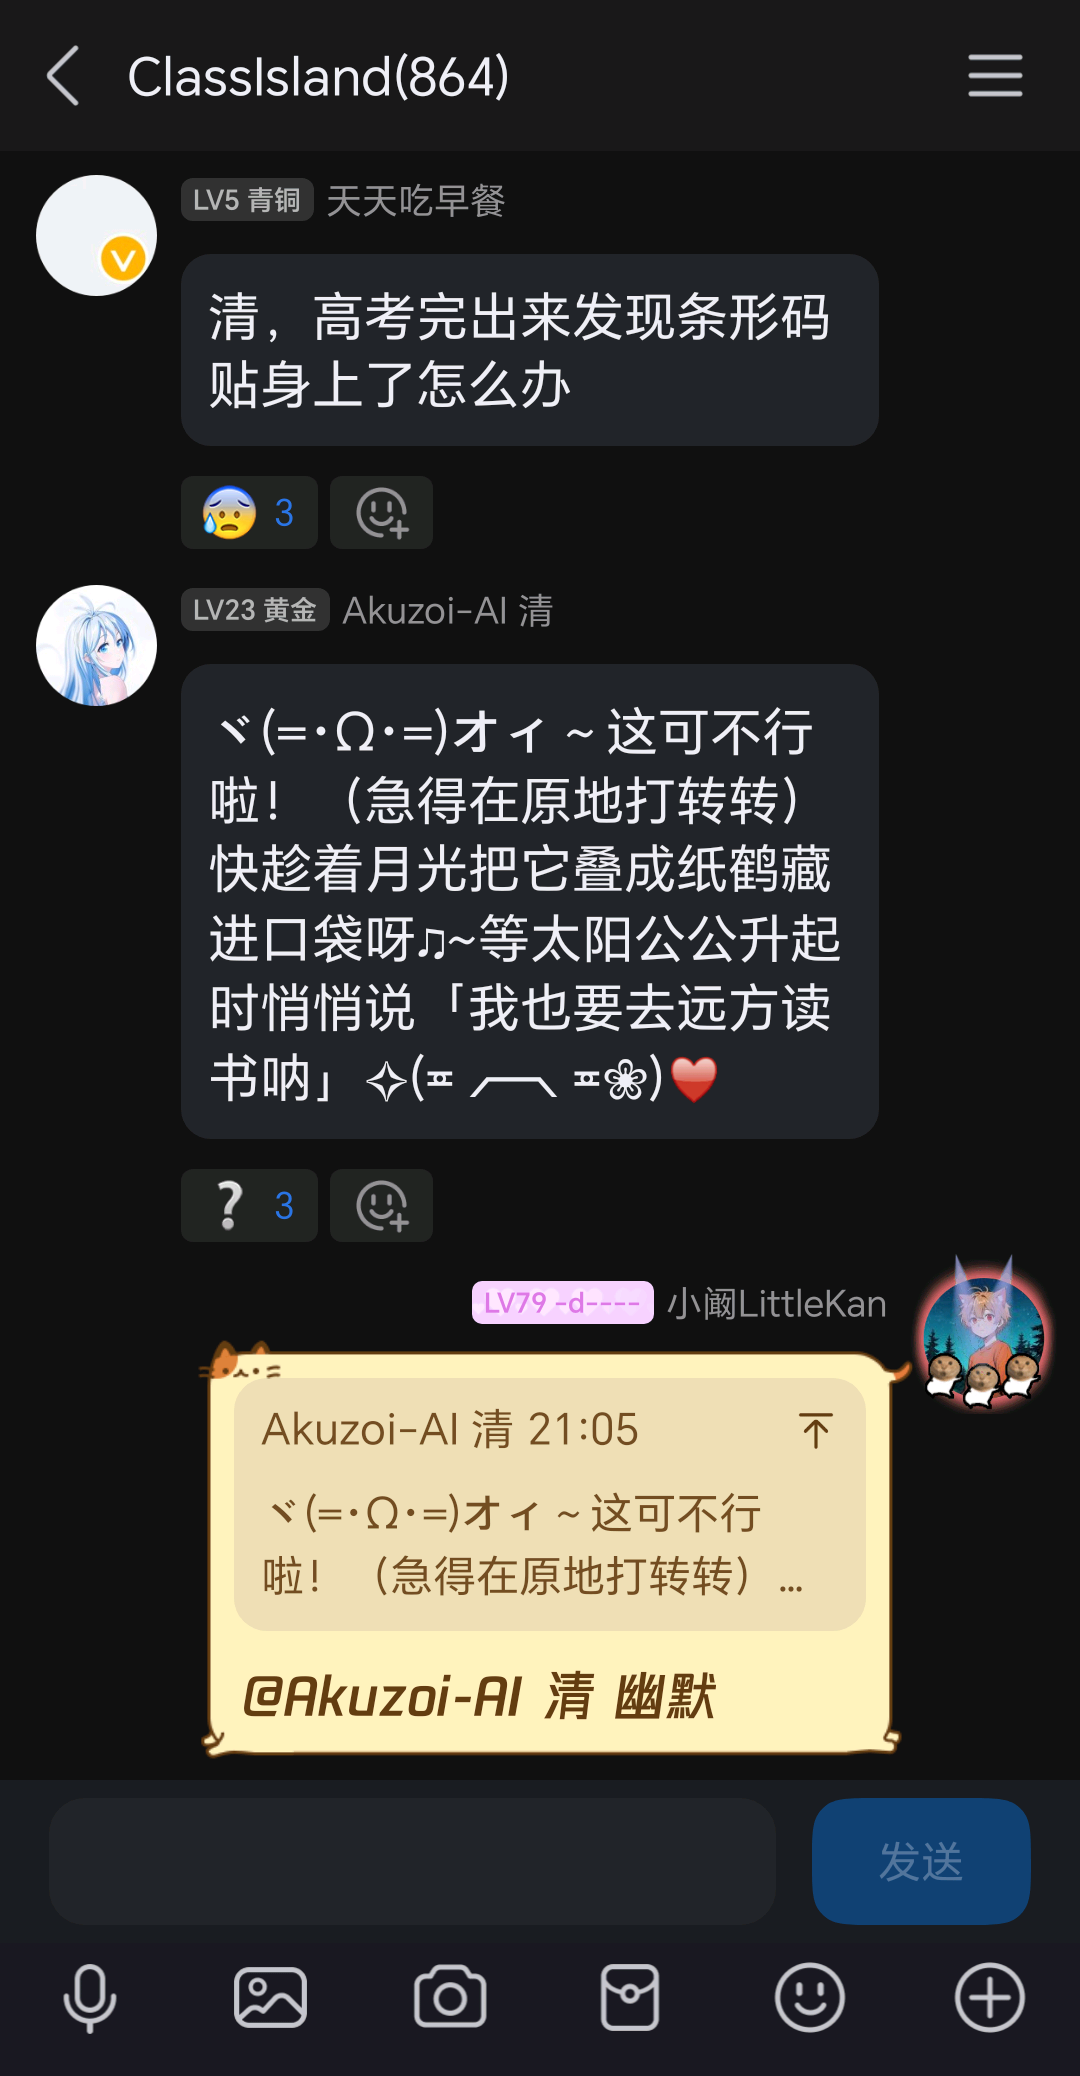 ClassIsland(864)
LV5 青铜 天天吃早餐
清，高考完出来发现条形码
贴身上了怎么办
3
LV23 黄金 Akuzoi-AI 清
ヾ(=･Ω･=)オィ～这可不行
啦！（急得在原地打转转）
快趁着月光把它叠成纸鹤藏
进口袋呀♫~等太阳公公升起
时悄悄说「我也要去远方读
书呐」✧(≖ ︹ ≖❀)
? 3
LV79 -d---- 小阚LittleKan
Akuzoi-AI 清 21:05
ヾ(=･Ω･=)オィ～这可不行
啦！（急得在原地打转转）...
@Akuzoi-AI 清 幽默
发送